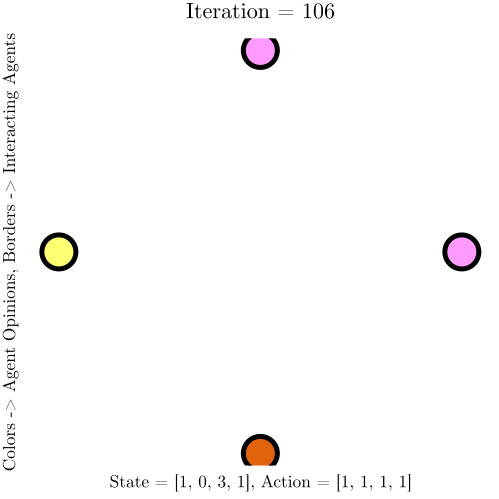 Iteration = 106
Colors -> Agent Opinions, Borders -> Interacting Agents
State = [1, 0, 3, 1], Action = [1, 1, 1, 1]